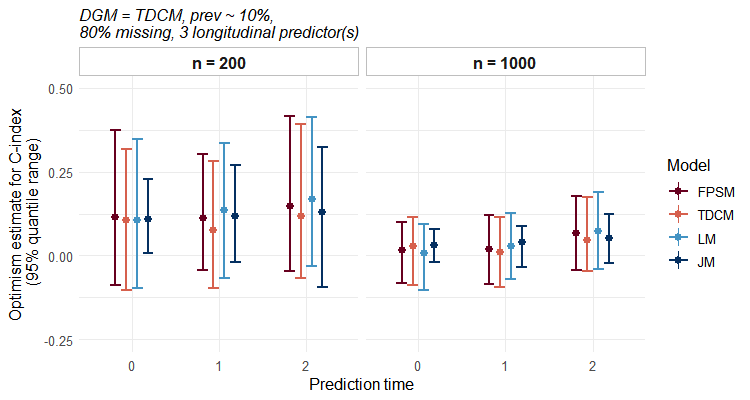 DGM = TDCM, prev ~ 10%,
80% missing, 3 longitudinal predictor(s)
n = 200
n = 1000
Optimism estimate for C-index
(95% quantile range)
0.50
0.25
0.00
-0.25
0
1
2
0
1
2
Prediction time
Model
FPSM
TDCM
LM
JM